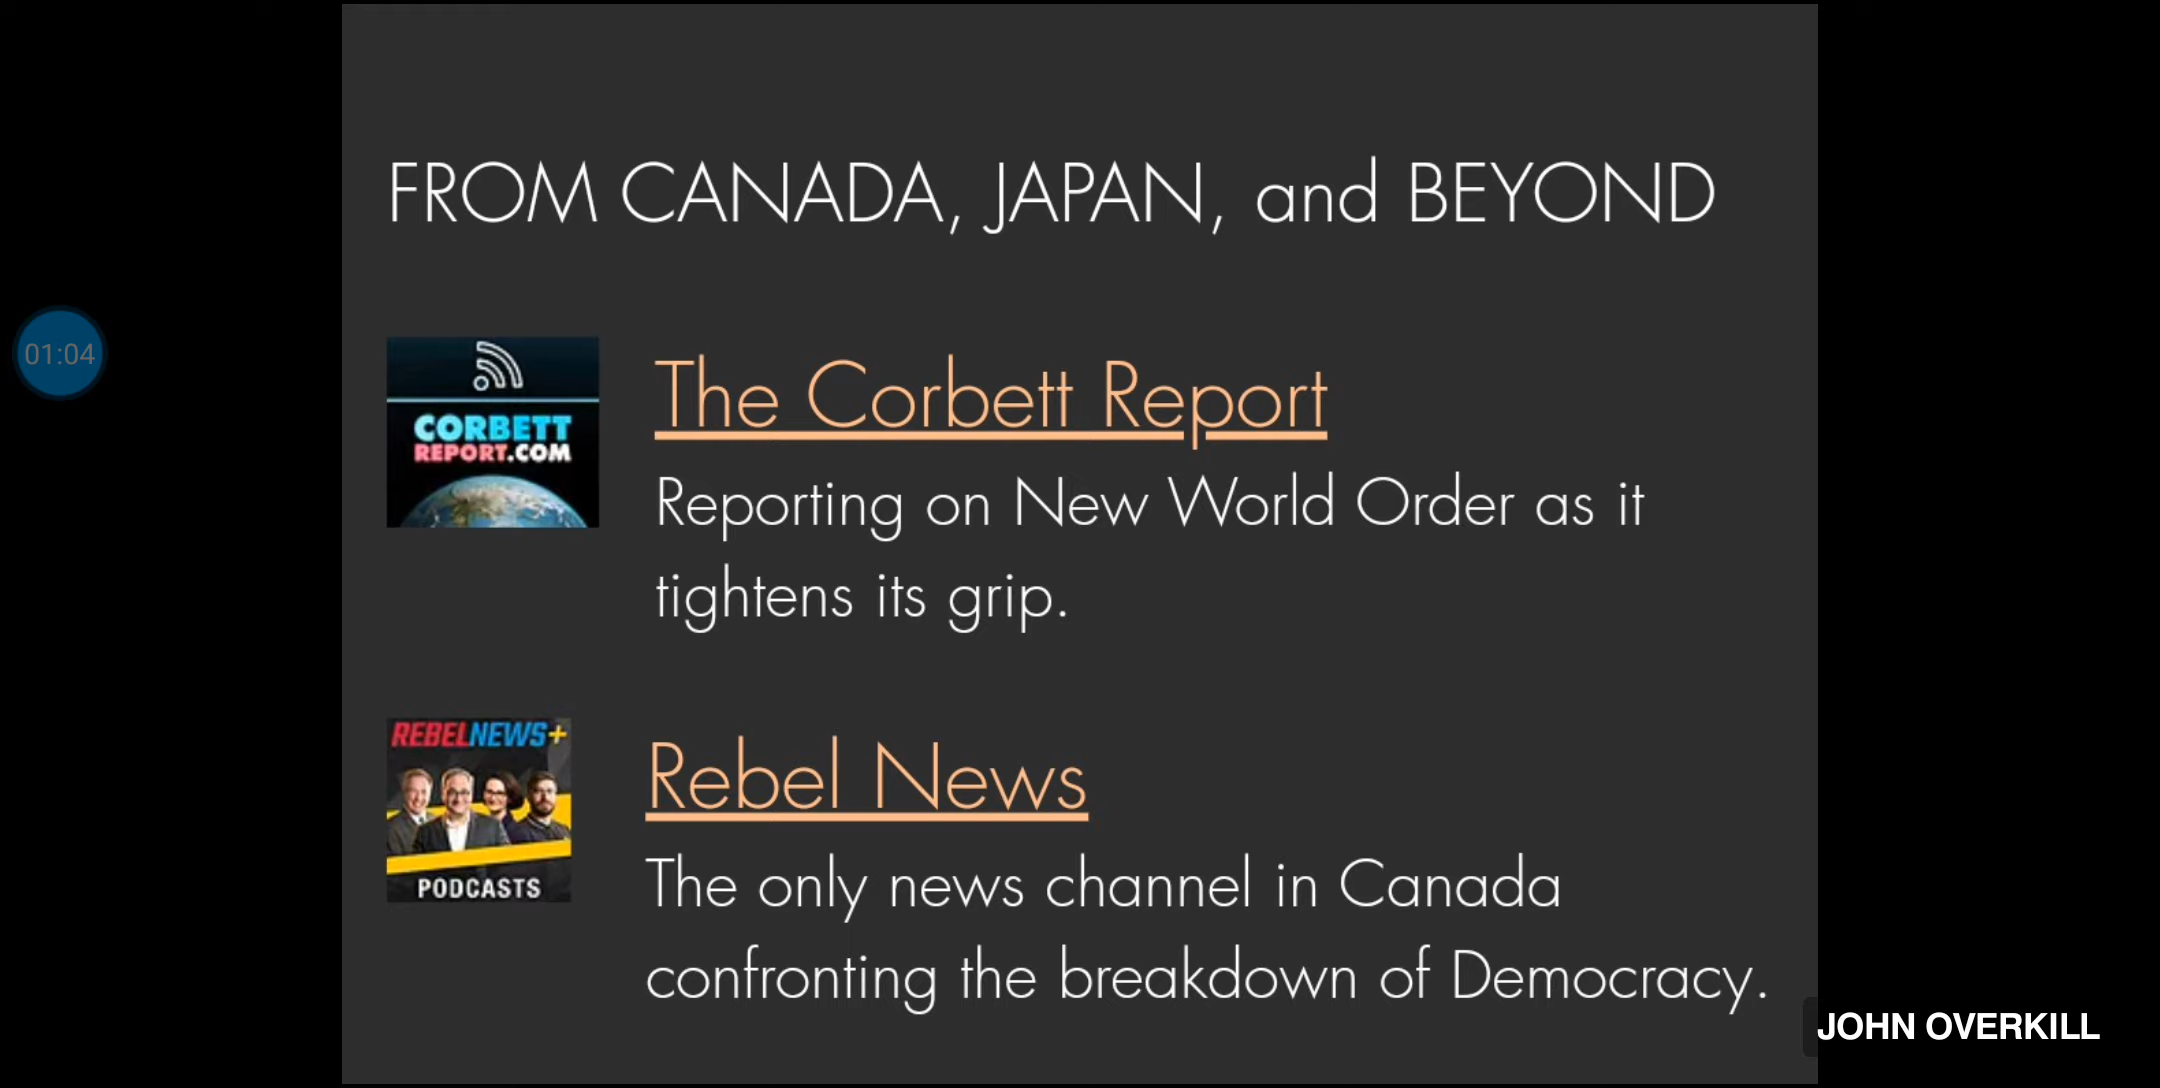 FROM CANADA, JAPAN, and BEYOND
01:04
CORBETT
REPORT.COM
The Corbett Report
Reporting on New World Order as it
tightens its grip.
REBELNEWS+
PODCASTS
Rebel News
The only news channel in Canada
confronting the breakdown of Democracy.
JOHN OVERKILL